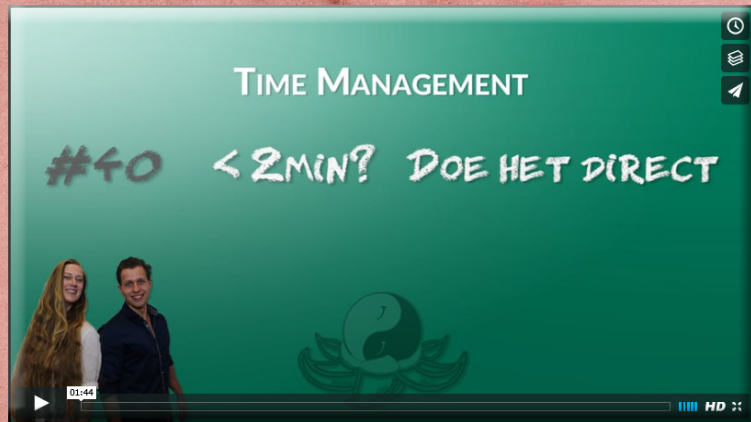 TIME MANAGEMENT
#40 < 2MIN? DOE HET DIRECT
01:44
HD